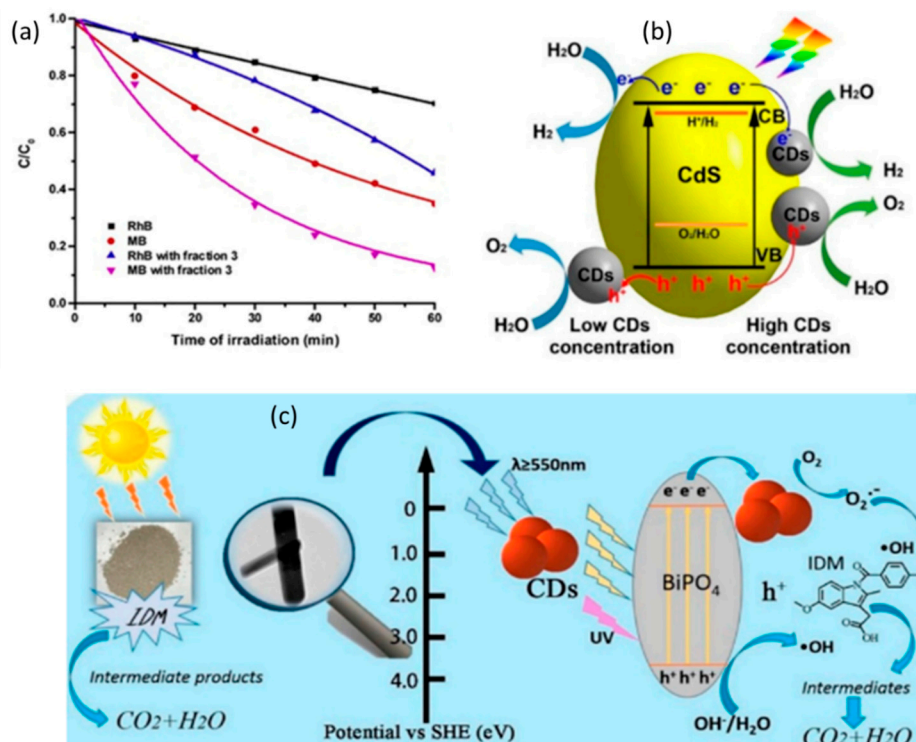 (a)
1.0
0.8
0.6
0.4
0.2
0.0
C/C₀
RhB
MB
RhB with fraction 3
MB with fraction 3
0 10 20 30 40 50 60
Time of irradiation (min)
(b)
H₂O
H₂
e⁻
e⁻ e⁻ e⁻
CB
H⁺/H₂
e⁻
CDs
H₂O
H₂
CdS
O₂/H₂O
VB
CDs
h⁺
O₂
H₂O
O₂
H₂O
CDs
h⁺
h⁺ h⁺ h⁺
Low CDs
concentration
High CDs
concentration
(c)
IDM
Intermediate products
CO₂+H₂O
0
1.0
2.0
3.0
4.0
Potential vs SHE (eV)
λ≥550nm
CDs
UV
e⁻ e⁻ e⁻
BiPO₄
h⁺ h⁺ h⁺
h⁺
OH⁻/H₂O
•OH
O₂
O₂•⁻
•OH
IDM
O
N
O
O
OH
Intermediates
CO₂+H₂O